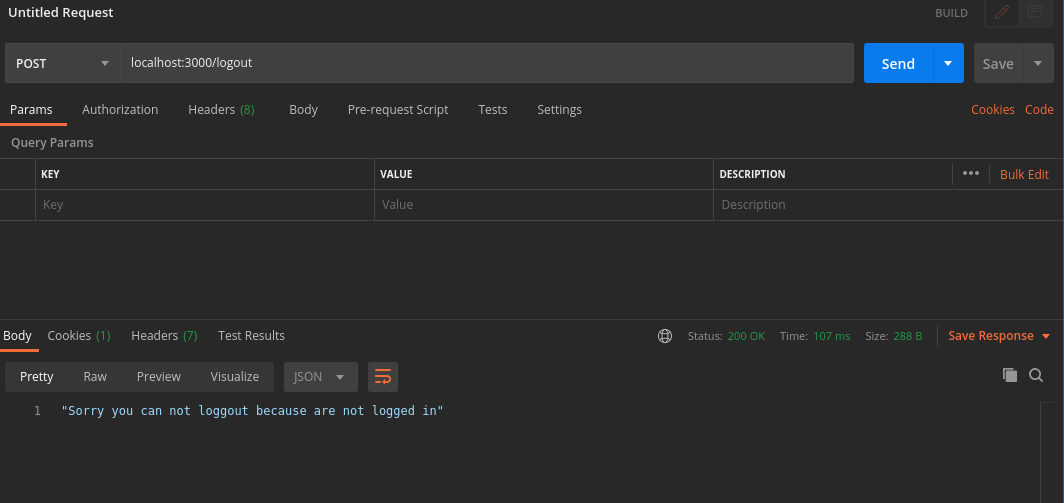 Untitled Request BUILD
POST localhost:3000/logout Send Save
Params Authorization Headers (8) Body Pre-request Script Tests Settings Cookies Code
Query Params
KEY VALUE DESCRIPTION ••• Bulk Edit
Key Value Description
Body Cookies (1) Headers (7) Test Results Status: 200 OK Time: 107 ms Size: 288 B Save Response
Pretty Raw Preview Visualize JSON
1 "Sorry you can not loggout because are not logged in"